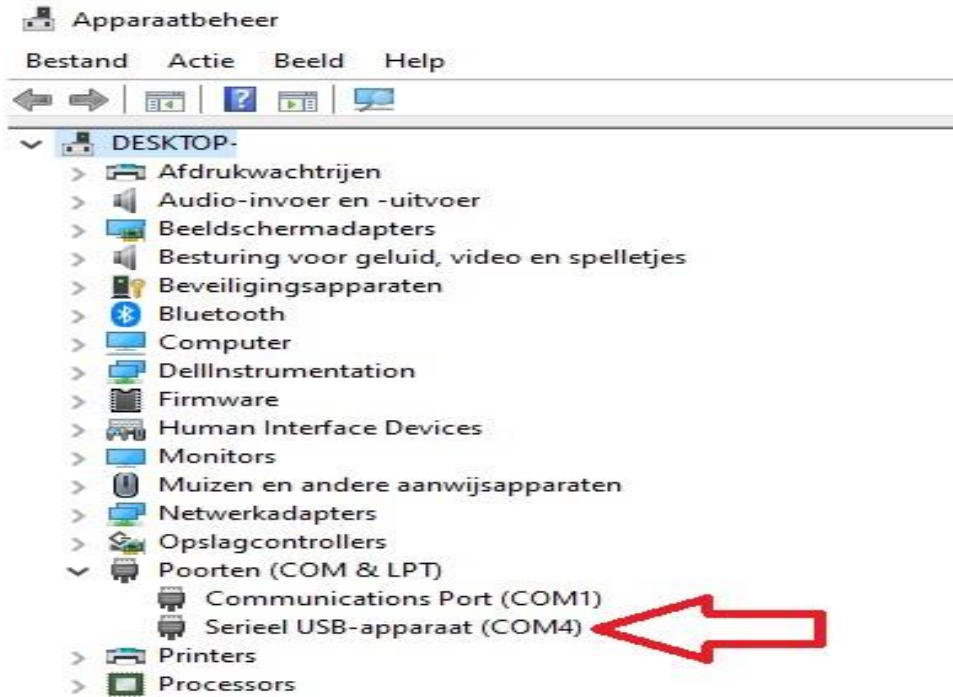 Apparaatbeheer
Bestand Actie Beeld Help
DESKTOP-
Afdrukwachtrijen
Audio-invoer en -uitvoer
Beeldschermadapters
Besturing voor geluid, video en spelletjes
Beveiligingsapparaten
Bluetooth
Computer
DellInstrumentation
Firmware
Human Interface Devices
Monitors
Muizen en andere aanwijsapparaten
Netwerkadapters
Opslagcontrollers
Poorten (COM & LPT)
Communications Port (COM1)
Serieel USB-apparaat (COM4)
Printers
Processors